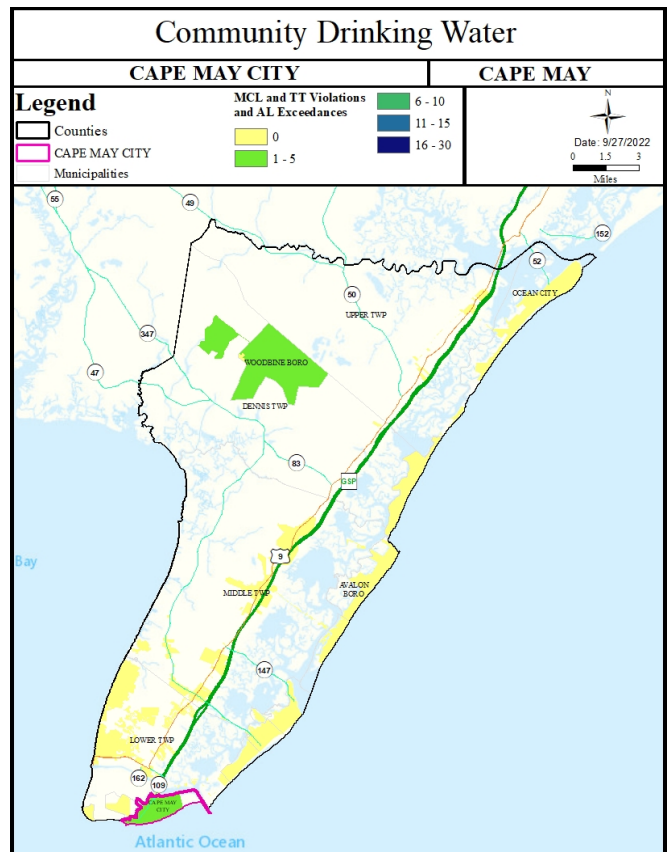 Community Drinking Water
CAPE MAY CITY
CAPE MAY
Legend
Counties
CAPE MAY CITY
Municipalities
MCL and TT Violations
and AL Exceedances
0
1 - 5
6 - 10
11 - 15
16 - 30
N
Date: 9/27/2022
0 1.5 3
Miles
55
49
152
52
OCEAN CITY
50
UPPER TWP
347
WOODBINE BORO
47
DENNIS TWP
83
GSP
9
Bay
MIDDLE TWP
AVALON
BORO
147
LOWER TWP
162
109
CAPE MAY
CITY
Atlantic Ocean